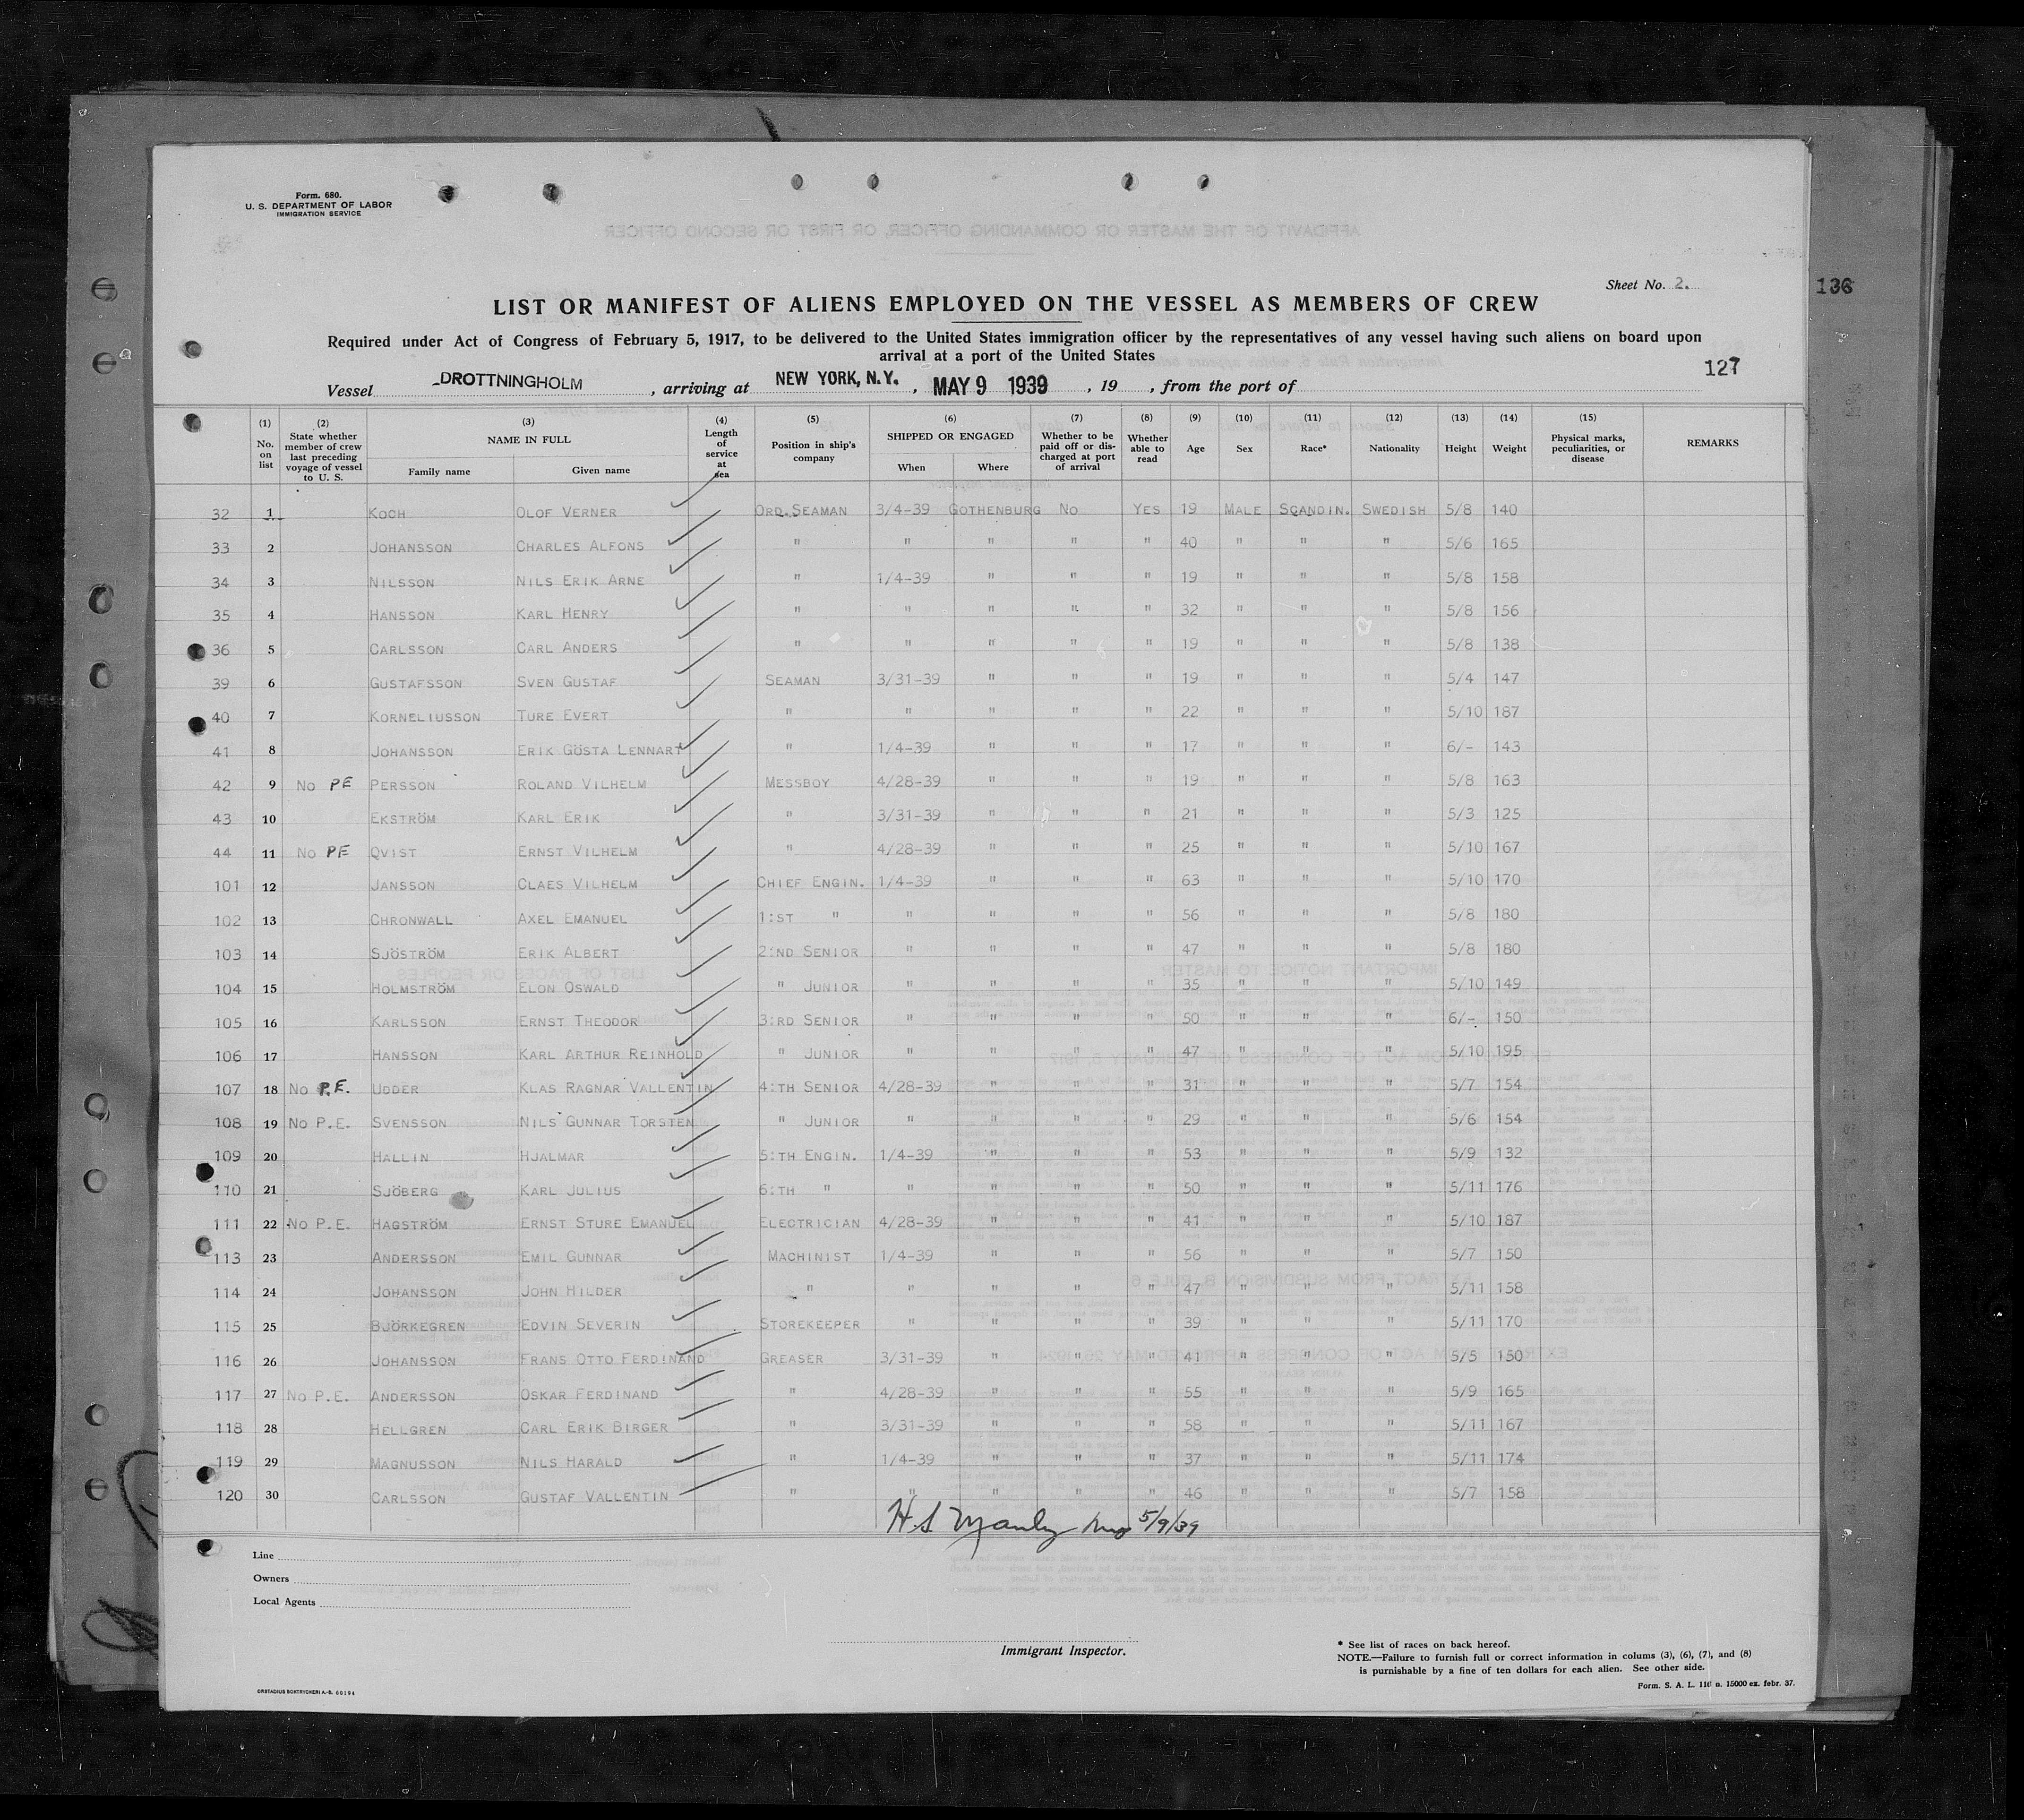 Form. 680.
U. S. DEPARTMENT OF LABOR
IMMIGRATION SERVICE
Sheet No. 2.
136
LIST OR MANIFEST OF ALIENS EMPLOYED ON THE VESSEL AS MEMBERS OF CREW
Required under Act of Congress of February 5, 1917, to be delivered to the United States immigration officer by the representatives of any vessel having such aliens on board upon
arrival at a port of the United States
127
Vessel DROTTNINGHOLM , arriving at NEW YORK, N.Y. , MAY 9 1939 , 19 , from the port of
(1) No. on list (2) State whether member of crew last preceding voyage of vessel to U. S. (3) NAME IN FULL Family name Given name (4) Length of service at sea (5) Position in ship's company (6) SHIPPED OR ENGAGED When Where (7) Whether to be paid off or discharged at port of arrival (8) Whether able to read (9) Age (10) Sex (11) Race* (12) Nationality (13) Height (14) Weight (15) Physical marks, peculiarities, or disease REMARKS
32 1 KOCH OLOF VERNER ORD.SEAMAN 3/4-39 GOTHENBURG NO YES 19 MALE SCANDIN. SWEDISH 5/8 140
33 2 JOHANSSON CHARLES ALFONS " " " " " 40 " " " 5/6 165
34 3 NILSSON NILS ERIK ARNE " 1/4-39 " " " 19 " " " 5/8 158
35 4 HANSSON KARL HENRY " " " " " 32 " " " 5/8 156
36 5 CARLSSON CARL ANDERS " " " " " 19 " " " 5/8 138
39 6 GUSTAFSSON SVEN GUSTAF SEAMAN 3/31-39 " " " 19 " " " 5/4 147
40 7 KORNELIUSSON TURE EVERT " " " " " 22 " " " 5/10 187
41 8 JOHANSSON ERIK GÖSTA LENNART " 1/4-39 " " " 17 " " " 6/- 143
42 9 NO PE PERSSON ROLAND VILHELM MESSBOY 4/28-39 " " " 19 " " " 5/8 163
43 10 EKSTRÖM KARL ERIK " 3/31-39 " " " 21 " " " 5/3 125
44 11 NO PE QVIST ERNST VILHELM " 4/28-39 " " " 25 " " " 5/10 167
101 12 JANSSON CLAES VILHELM CHIEF ENGIN. 1/4-39 " " " 63 " " " 5/10 170
102 13 CHRONWALL AXEL EMANUEL 1:ST " " " " " 56 " " " 5/8 180
103 14 SJÖSTRÖM ERIK ALBERT 2:ND SENIOR " " " " 47 " " " 5/8 180
104 15 HOLMSTRÖM ELON OSWALD " JUNIOR " " " " 35 " " " 5/10 149
105 16 KARLSSON ERNST THEODOR 3:RD SENIOR " " " " 50 " " " 6/- 150
106 17 HANSSON KARL ARTHUR REINHOLD " JUNIOR " " " " 47 " " " 5/10 195
107 18 NO P.E. UDDER KLAS RAGNAR VALLENTIN 4:TH SENIOR 4/28-39 " " " 31 " " " 5/7 154
108 19 NO P.E. SVENSSON NILS GUNNAR TORSTEN " JUNIOR " " " " 29 " " " 5/6 154
109 20 HALLIN HJALMAR 5:TH ENGIN. 1/4-39 " " " 53 " " " 5/9 132
110 21 SJÖBERG KARL JULIUS 6:TH " " " " " 50 " " " 5/11 176
111 22 NO P.E. HAGSTRÖM ERNST STURE EMANUEL ELECTRICIAN 4/28-39 " " " 41 " " " 5/10 187
113 23 ANDERSSON EMIL GUNNAR MACHINIST 1/4-39 " " " 56 " " " 5/7 150
114 24 JOHANSSON JOHN HILDER " " " " " 47 " " " 5/11 158
115 25 BJÖRKEGREN EDVIN SEVERIN STOREKEEPER " " " " 39 " " " 5/11 170
116 26 JOHANSSON FRANS OTTO FERDINAND GREASER 3/31-39 " " " 41 " " " 5/5 150
117 27 NO P.E. ANDERSSON OSKAR FERDINAND " 4/28-39 " " " 55 " " " 5/9 165
118 28 HELLGREN CARL ERIK BIRGER " 3/31-39 " " " 58 " " " 5/11 167
119 29 MAGNUSSON NILS HARALD " 1/4-39 " " " 37 " " " 5/11 174
120 30 CARLSSON GUSTAF VALLENTIN " " " " " 46 " " " 5/7 158
H S Manly 5/9/39
Line
Owners
Local Agents
Immigrant Inspector.
* See list of races on back hereof.
NOTE.—Failure to furnish full or correct information in colums (3), (6), (7), and (8)
is punishable by a fine of ten dollars for each alien. See other side.
Form. S. A. L. 116 a. 15000 ex. febr. 37.